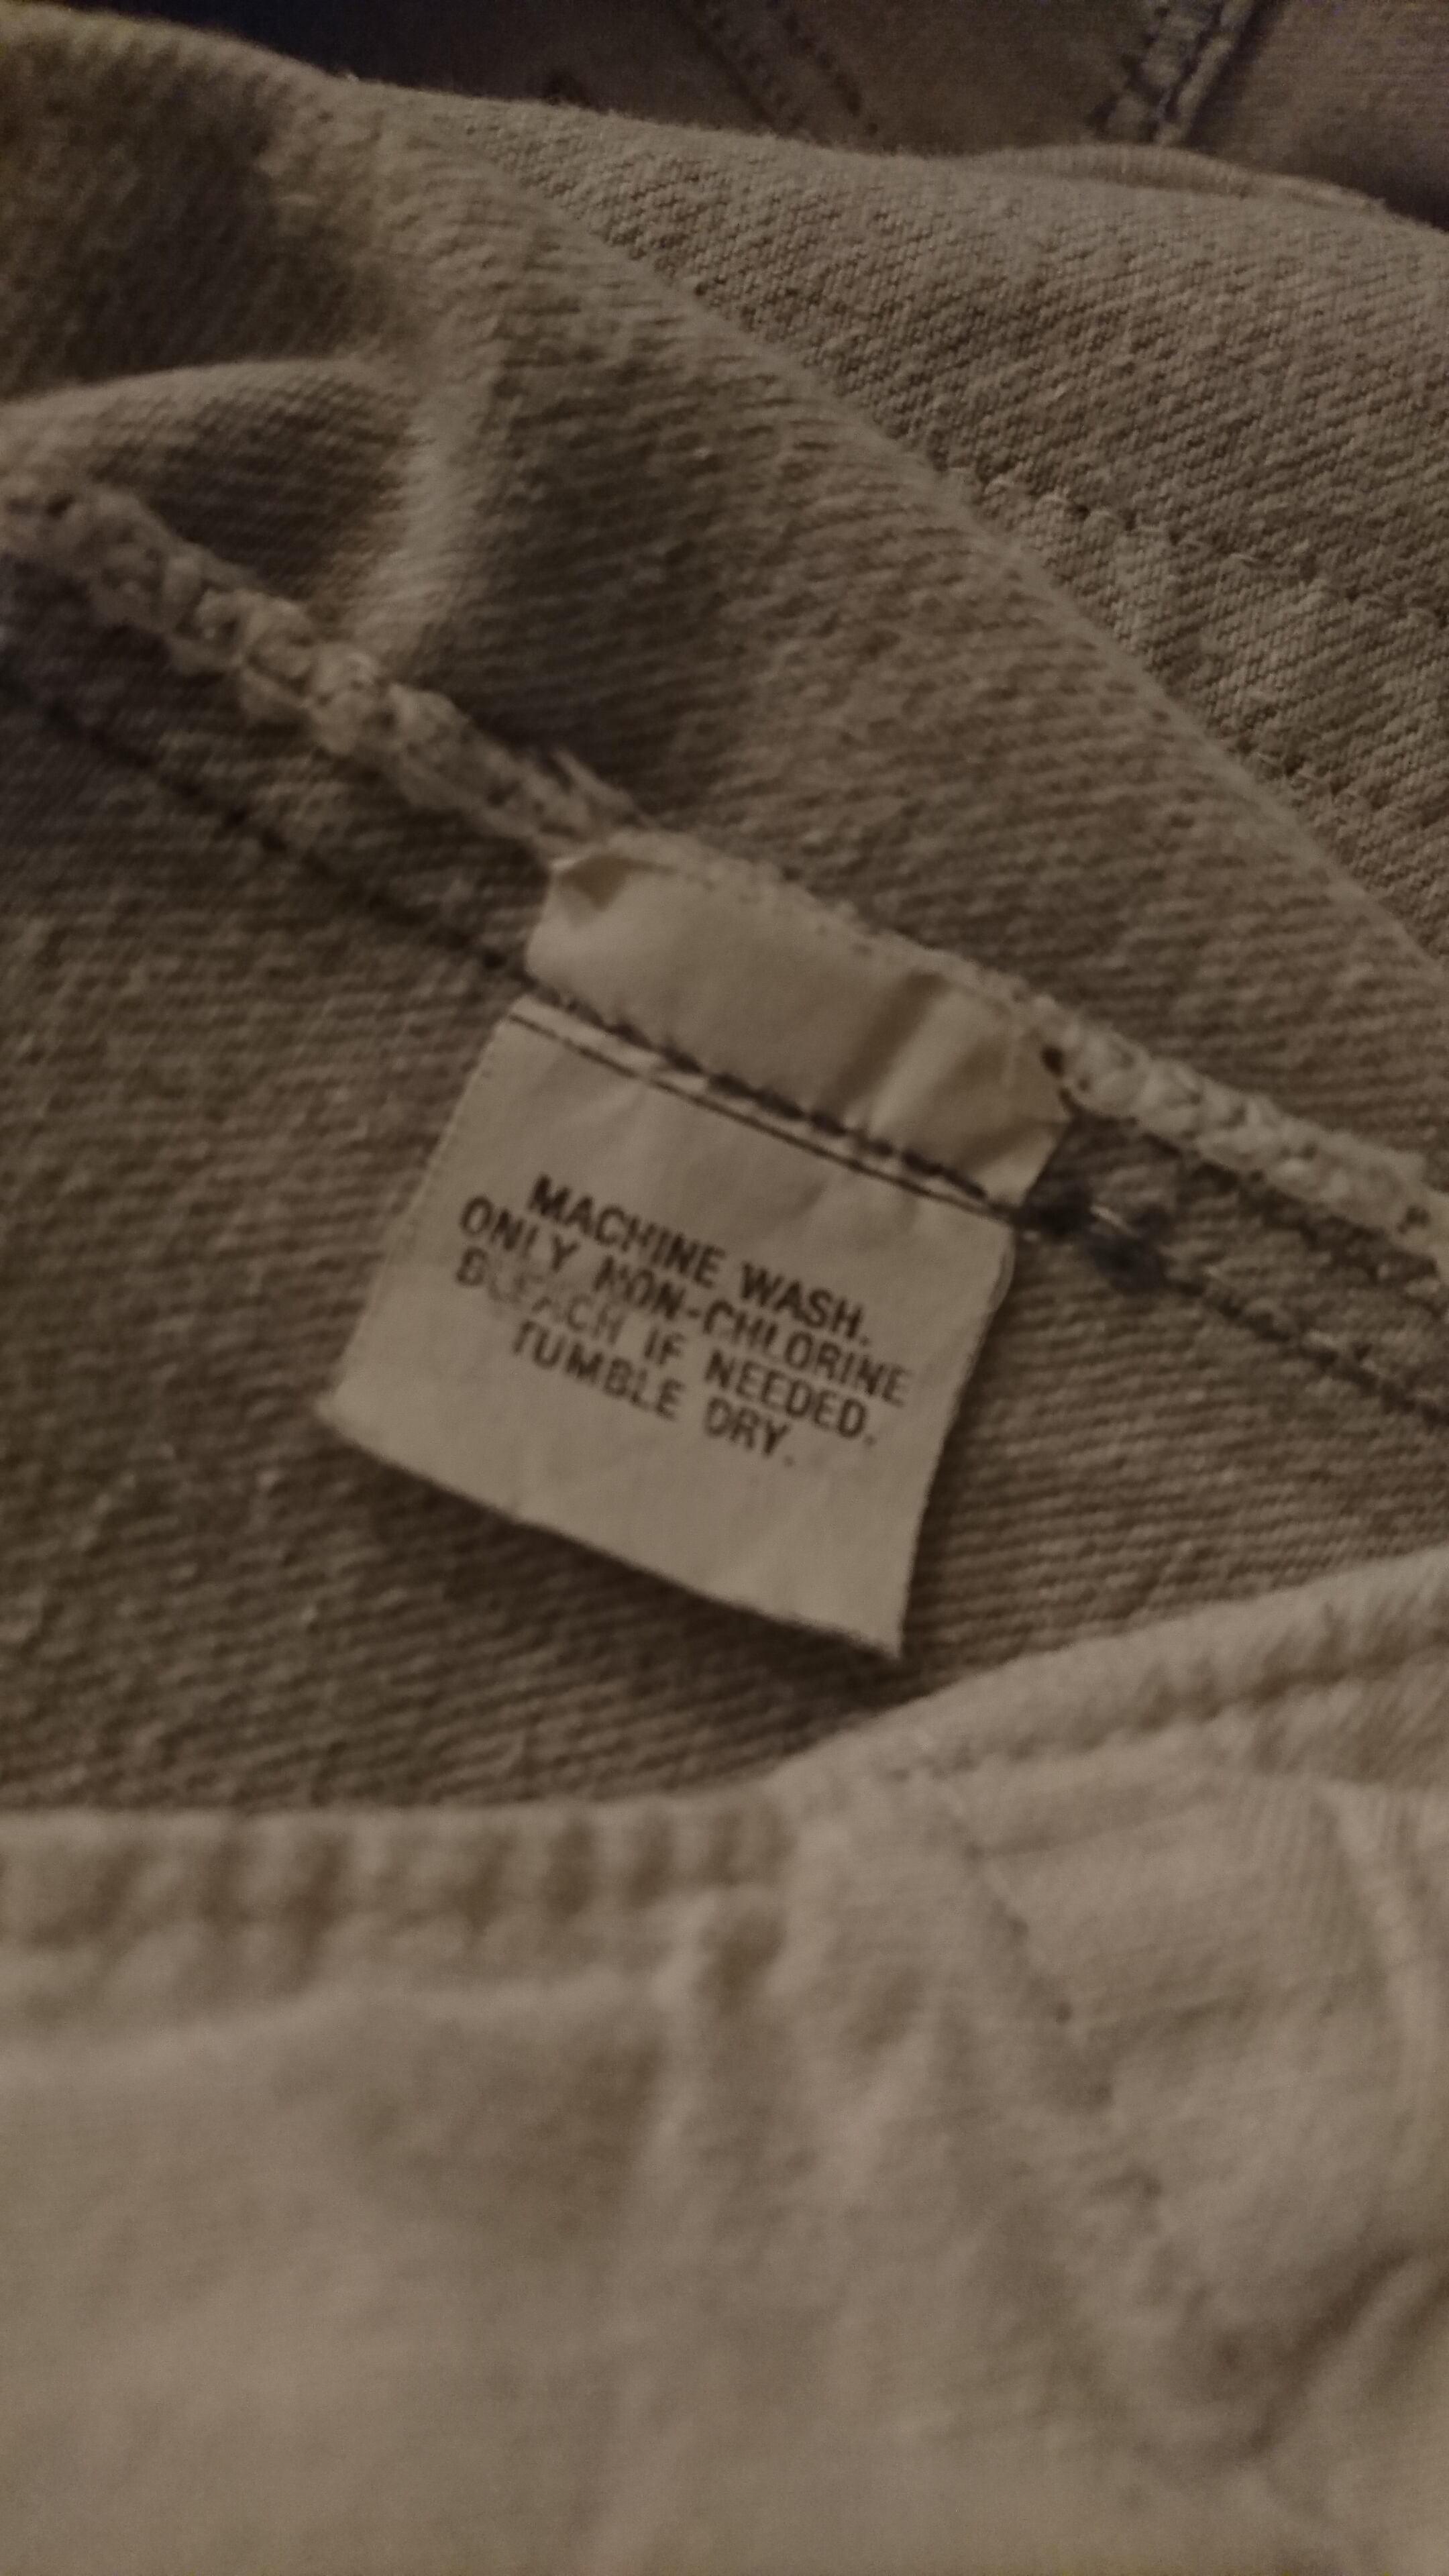 MACHINE WASH.
ONLY NON-CHLORINE
BLEACH IF NEEDED.
TUMBLE DRY.